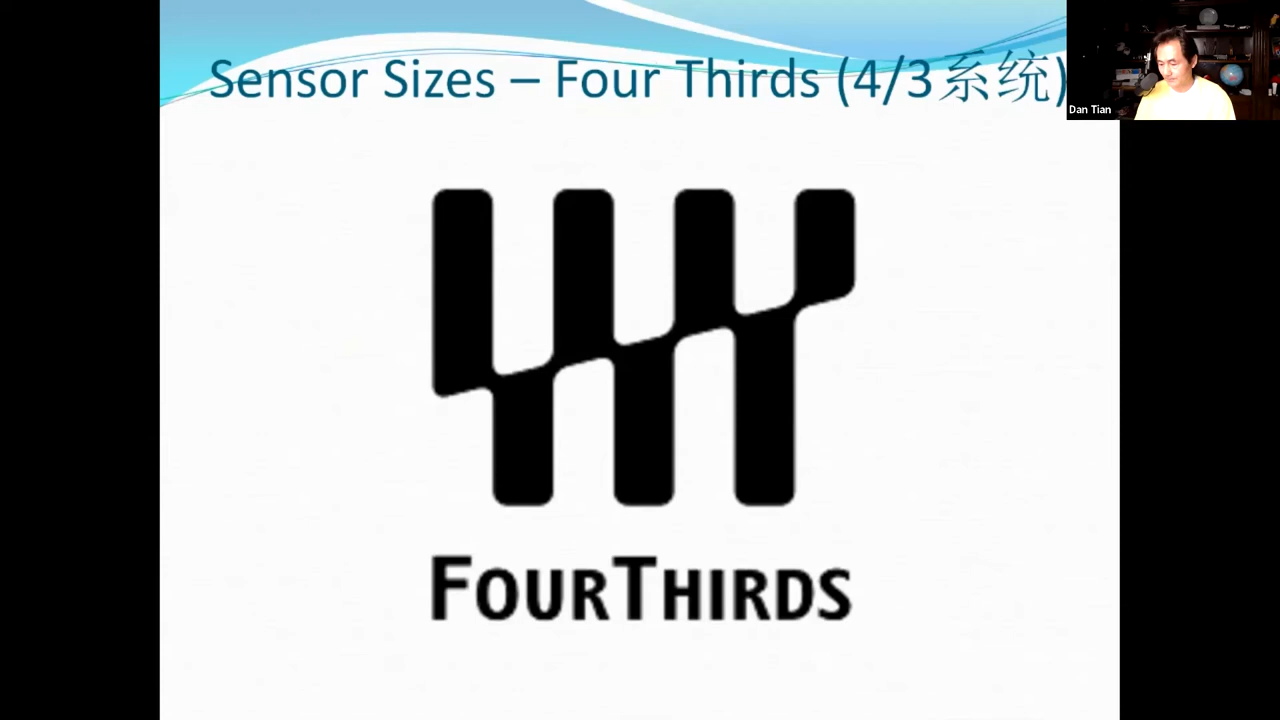 Sensor Sizes – Four Thirds (4/3系统)
Dan Tian
FOURTHIRDS